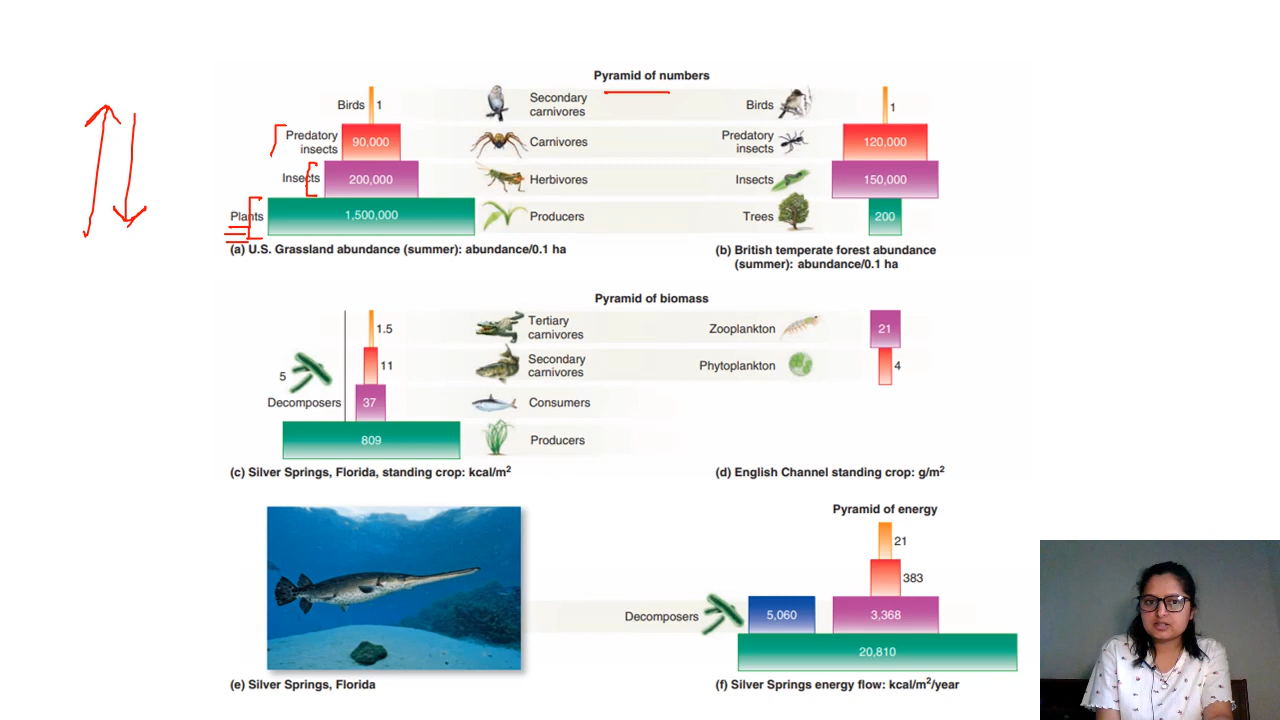 Pyramid of numbers
Birds 1
Secondary carnivores
Predatory insects 90,000
Carnivores
Insects 200,000
Herbivores
Plants 1,500,000
Producers
(a) U.S. Grassland abundance (summer): abundance/0.1 ha
Birds 1
Predatory insects 120,000
Insects 150,000
Trees 200
(b) British temperate forest abundance
(summer): abundance/0.1 ha
Pyramid of biomass
1.5
Tertiary carnivores
11
Secondary carnivores
5
Decomposers
37
Consumers
809
Producers
(c) Silver Springs, Florida, standing crop: kcal/m²
Zooplankton 21
Phytoplankton 4
(d) English Channel standing crop: g/m²
(e) Silver Springs, Florida
Pyramid of energy
21
383
Decomposers 5,060 3,368
20,810
(f) Silver Springs energy flow: kcal/m²/year